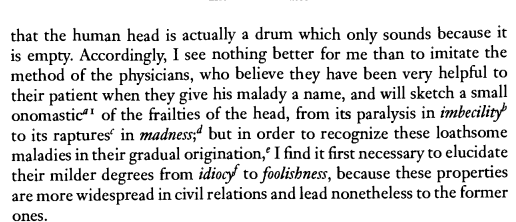 that the human head is actually a drum which only sounds because it
is empty. Accordingly, I see nothing better for me than to imitate the
method of the physicians, who believe they have been very helpful to
their patient when they give his malady a name, and will sketch a small
onomastic^a 1 of the frailties of the head, from its paralysis in imbecility^b
to its raptures^c in madness;^d but in order to recognize these loathsome
maladies in their gradual origination,^e I find it first necessary to elucidate
their milder degrees from idiocy^f to foolishness, because these properties
are more widespread in civil relations and lead nonetheless to the former
ones.